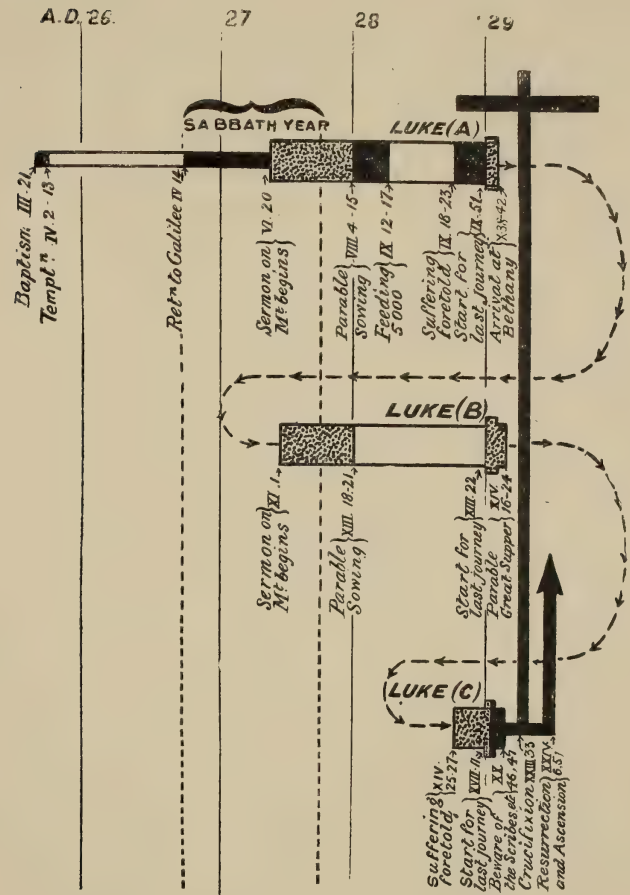 A.D. 26.
27
28
29
SABBATH YEAR
LUKE(A)
Baptism III. 21.
Temptn IV. 2-13
Retn to Galilee IV 14
Sermon on } VI. 20
Mt begins
Parable } VIII 4-15
Sowing
Feeding } IX 12-17
5000
Suffering } IX. 18-23
foretold
Start for } IX-51
last Journey
Arrival at } X38-42
Bethany
LUKE(B)
Sermon on } XI. 1
Mt begins
Parable } XIII. 18-21
Sowing
Start for } XIII. 22
last journey
Parable } XIV.
Great Supper } 16-24
LUKE(C)
Suffering } XIV.
foretold } 25-27
Start for } XVII-11
last Journey
Beware of } XX
the Scribes etc } 46, 47
Crucifixion XXIII 33
Resurrection } XXIV.
and Ascension } 6.51